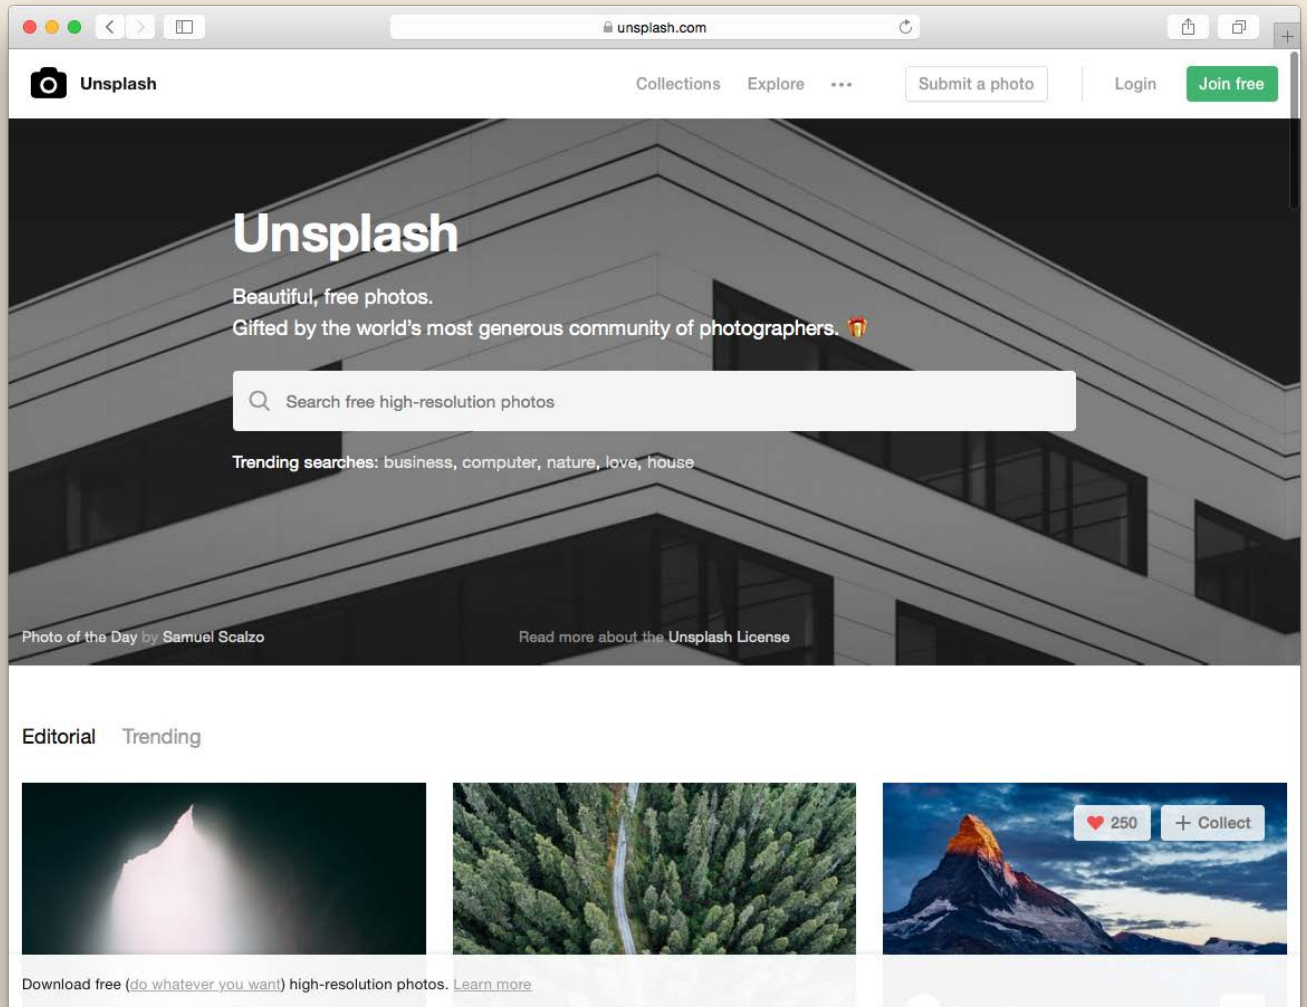 unsplash.com
Unsplash
Collections Explore ••• Submit a photo Login Join free
Unsplash
Beautiful, free photos.
Gifted by the world's most generous community of photographers. 🎁
Search free high-resolution photos
Trending searches: business, computer, nature, love, house
Photo of the Day by Samuel Scalzo
Read more about the Unsplash License
Editorial Trending
250 + Collect
Download free (do whatever you want) high-resolution photos. Learn more